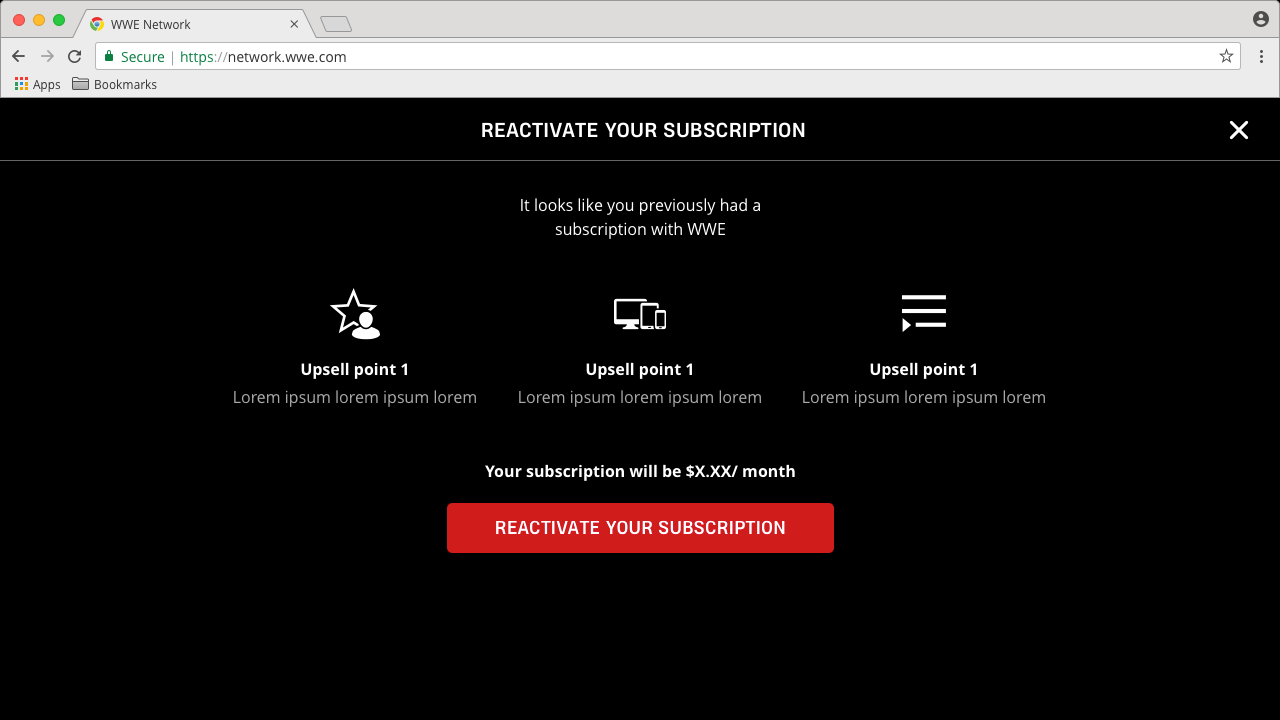 WWE Network
Secure | https://network.wwe.com
Apps Bookmarks
REACTIVATE YOUR SUBSCRIPTION
It looks like you previously had a
subscription with WWE
Upsell point 1
Lorem ipsum lorem ipsum lorem
Upsell point 1
Lorem ipsum lorem ipsum lorem
Upsell point 1
Lorem ipsum lorem ipsum lorem
Your subscription will be $X.XX/ month
REACTIVATE YOUR SUBSCRIPTION